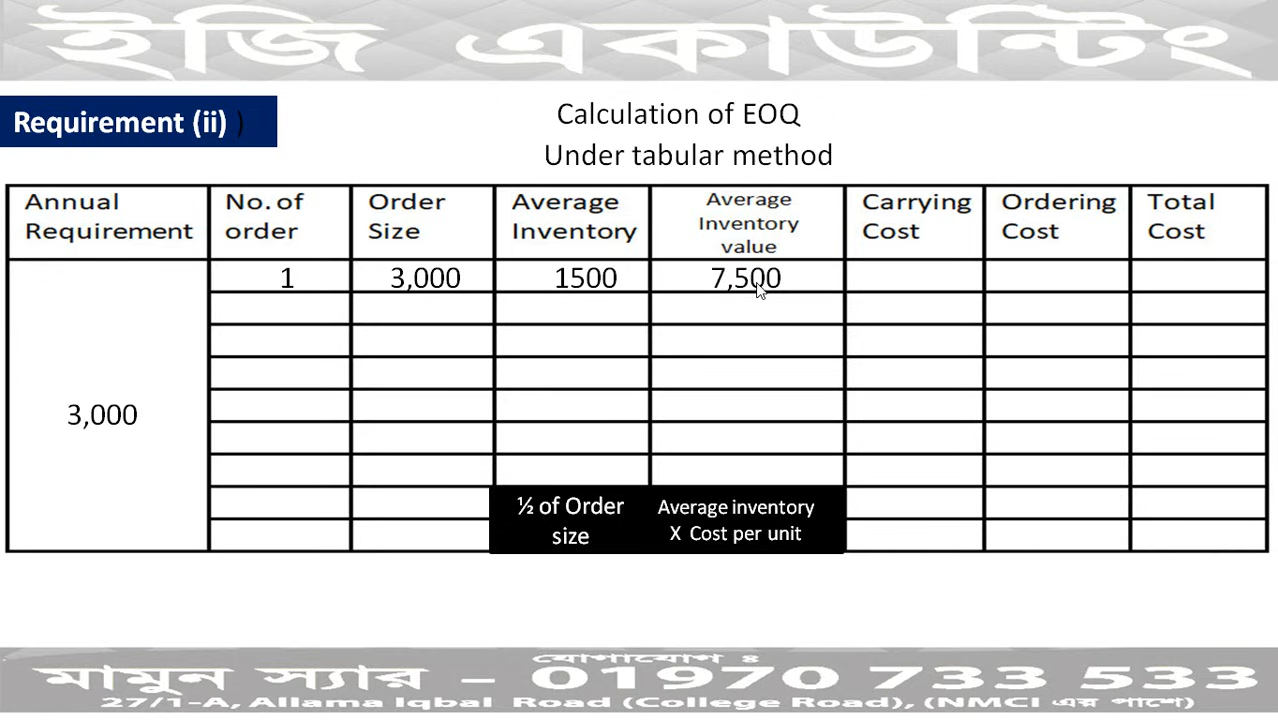 ইজি একাউন্টিং
Requirement (ii) )
Calculation of EOQ
Under tabular method
Annual Requirement | No. of order | Order Size | Average Inventory | Average Inventory value | Carrying Cost | Ordering Cost | Total Cost
3,000 | 1 | 3,000 | 1500 | 7,500
½ of Order size | Average inventory X Cost per unit
যোগাযোগ ঃ
মামুন স্যার – 01970 733 533
27/1-A, Allama Iqbal Road (College Road), (NMCI এর পাশে)